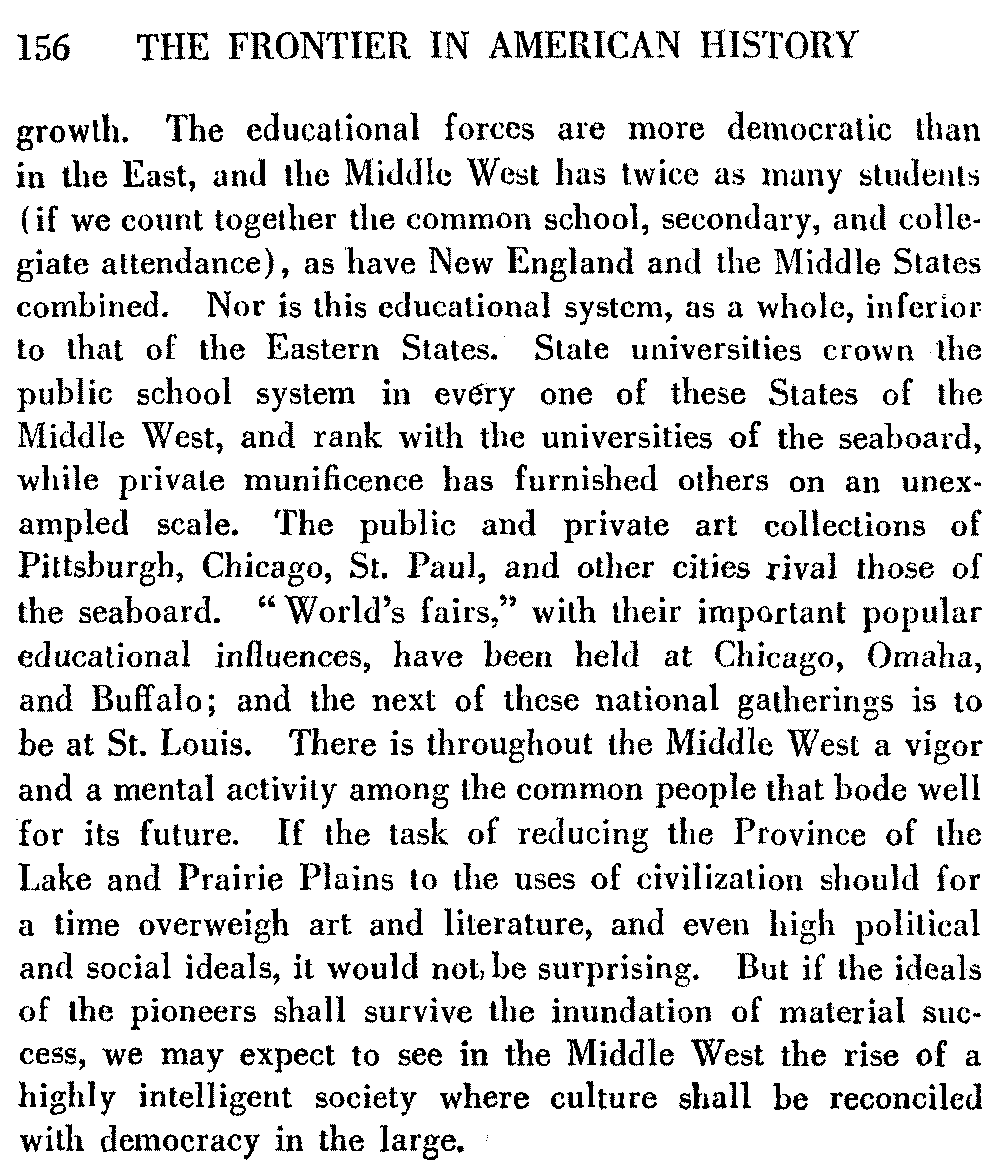 156 THE FRONTIER IN AMERICAN HISTORY
growth. The educational forces are more democratic than
in the East, and the Middle West has twice as many students
(if we count together the common school, secondary, and colle-
giate attendance), as have New England and the Middle States
combined. Nor is this educational system, as a whole, inferior
to that of the Eastern States. State universities crown the
public school system in every one of these States of the
Middle West, and rank with the universities of the seaboard,
while private munificence has furnished others on an unex-
ampled scale. The public and private art collections of
Pittsburgh, Chicago, St. Paul, and other cities rival those of
the seaboard. “World's fairs,” with their important popular
educational influences, have been held at Chicago, Omaha,
and Buffalo; and the next of these national gatherings is to
be at St. Louis. There is throughout the Middle West a vigor
and a mental activity among the common people that bode well
for its future. If the task of reducing the Province of the
Lake and Prairie Plains to the uses of civilization should for
a time overweigh art and literature, and even high political
and social ideals, it would not be surprising. But if the ideals
of the pioneers shall survive the inundation of material suc-
cess, we may expect to see in the Middle West the rise of a
highly intelligent society where culture shall be reconciled
with democracy in the large.